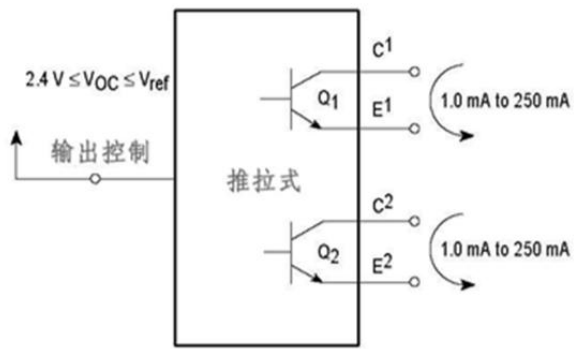 2.4 V ≤ VOC ≤ Vref
输出控制
推拉式
Q1
C1
E1
1.0 mA to 250 mA
Q2
C2
E2
1.0 mA to 250 mA